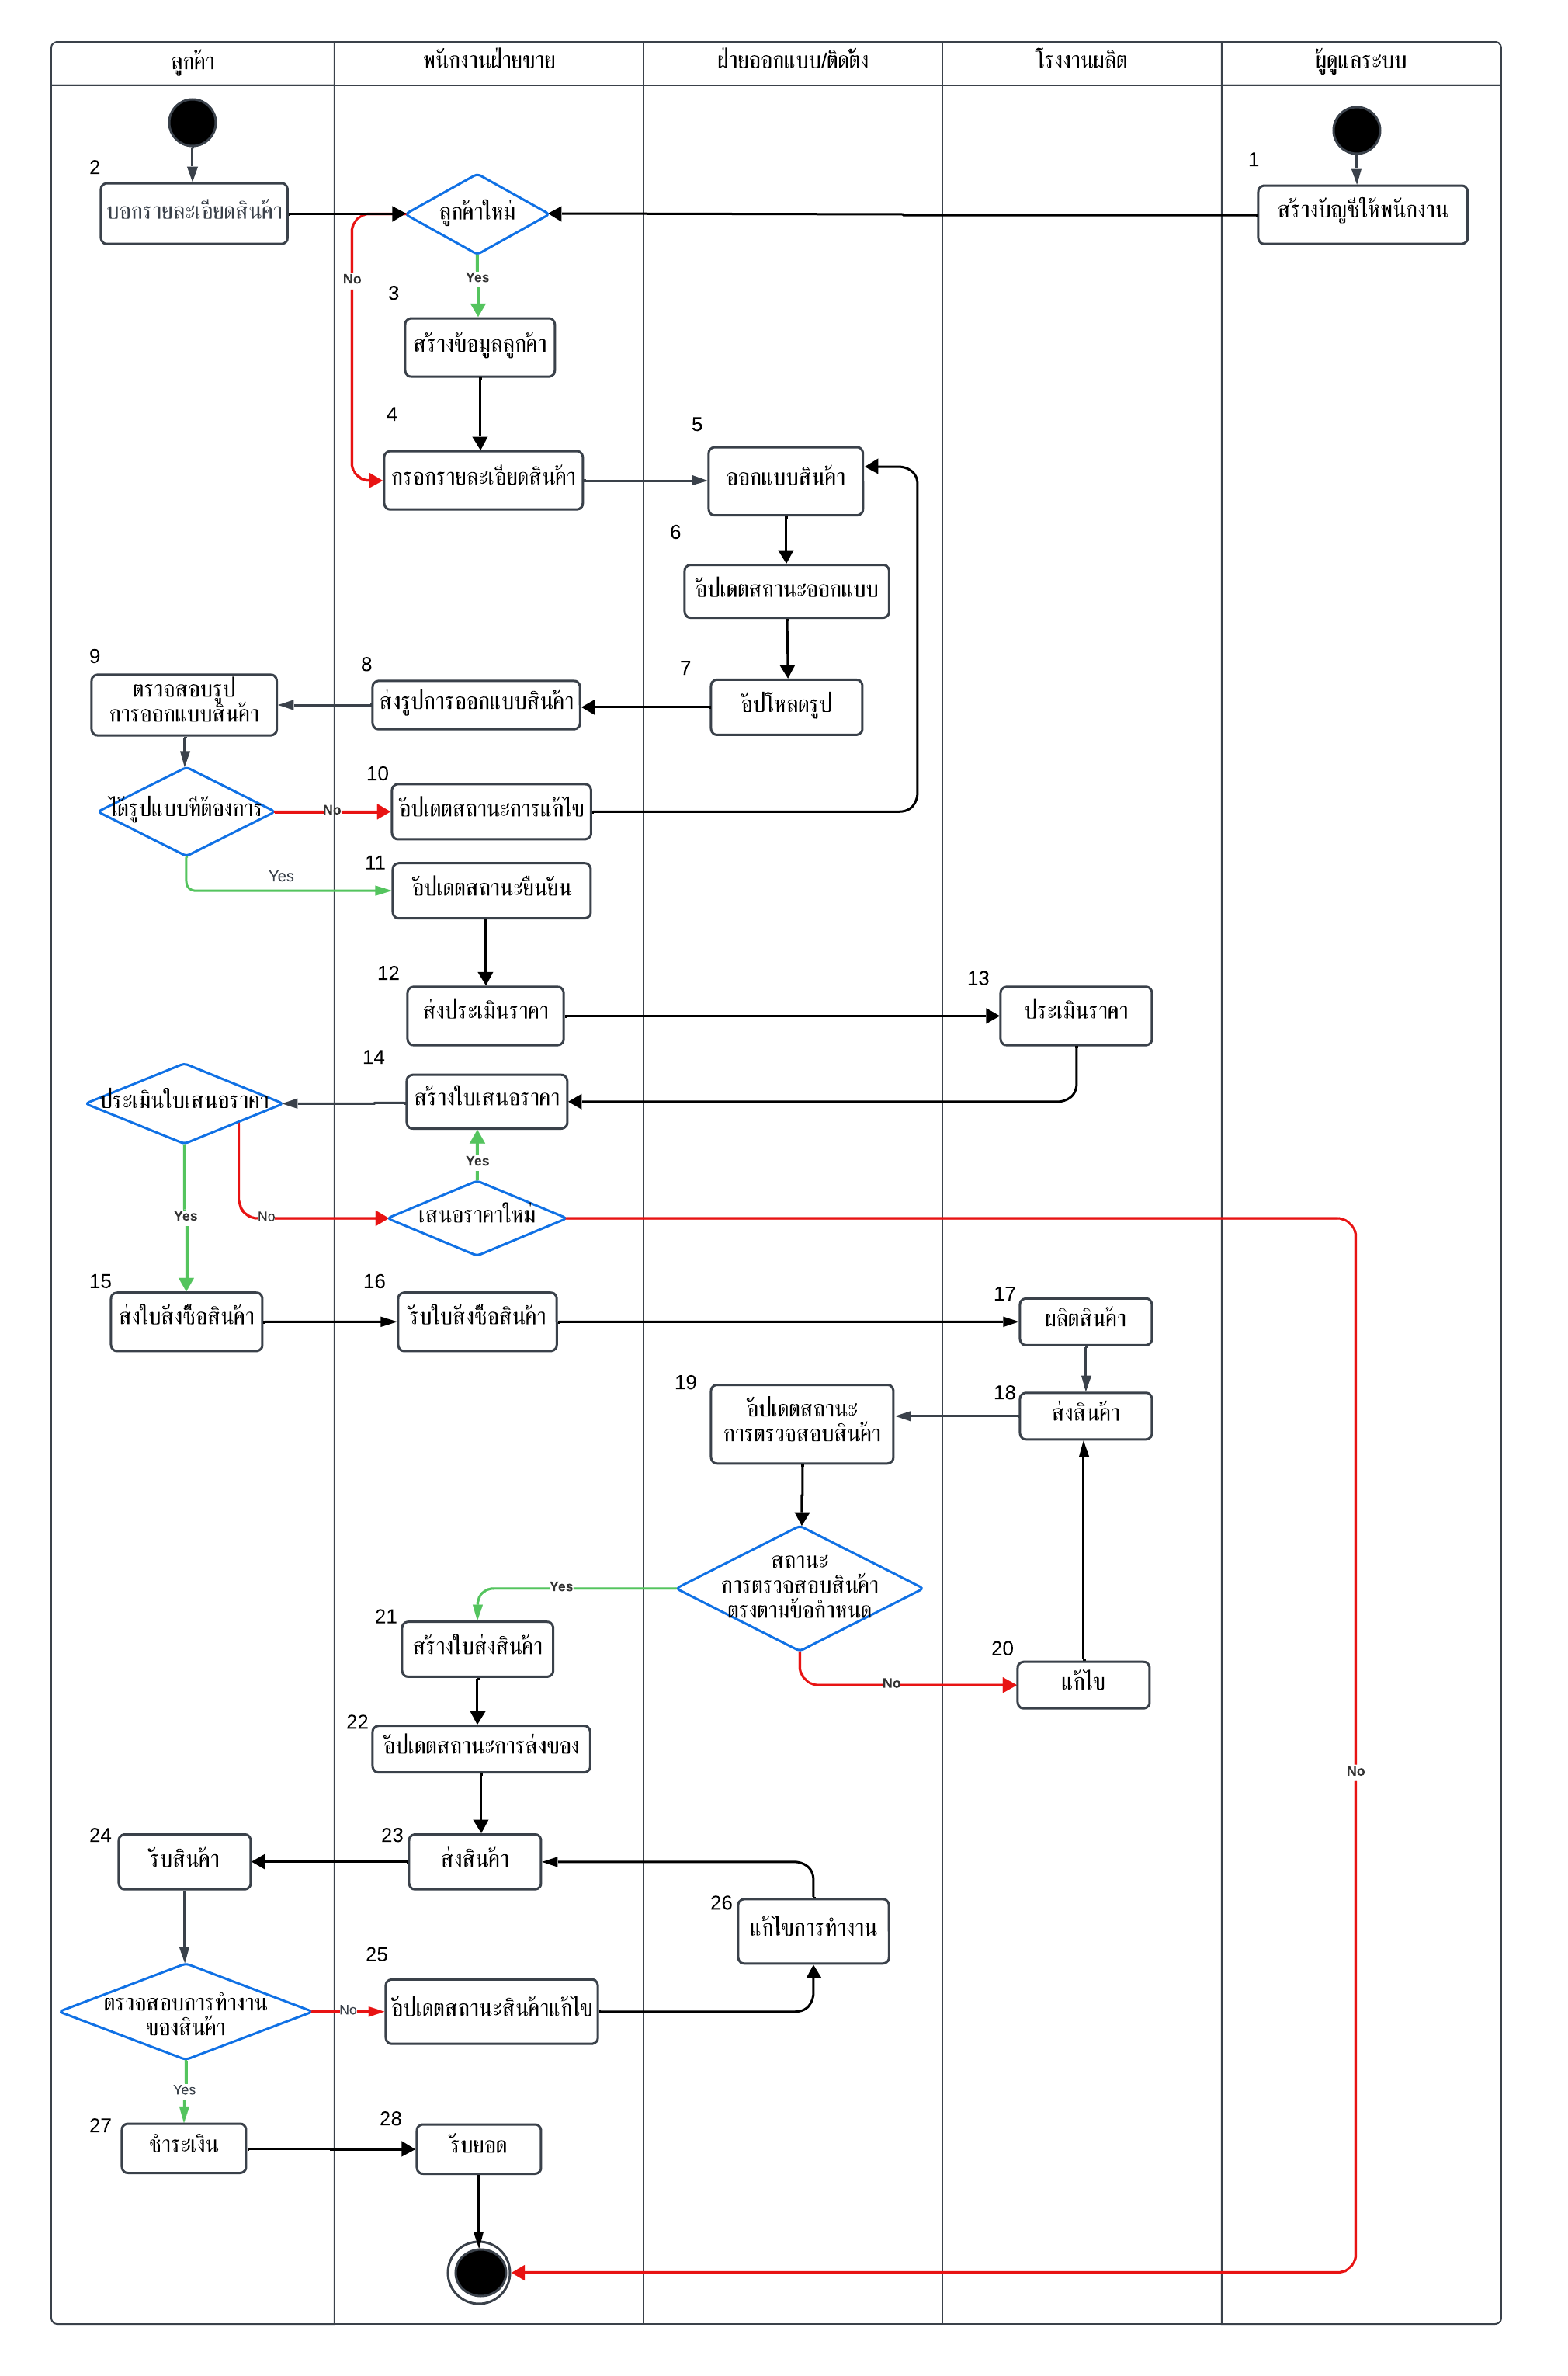 ลูกค้า
พนักงานฝ่ายขาย
ฝ่ายออกแบบ/ติดตั้ง
โรงงานผลิต
ผู้ดูแลระบบ
2
บอกรายละเอียดสินค้า
ลูกค้าใหม่
1
สร้างบัญชีให้พนักงาน
No
Yes
3
สร้างข้อมูลลูกค้า
4
กรอกรายละเอียดสินค้า
5
ออกแบบสินค้า
6
อัปเดตสถานะออกแบบ
9
ตรวจสอบรูป
การออกแบบสินค้า
8
ส่งรูปการออกแบบสินค้า
7
อัปโหลดรูป
ได้รูปแบบที่ต้องการ
No
10
อัปเดตสถานะการแก้ไข
Yes
11
อัปเดตสถานะยืนยัน
12
ส่งประเมินราคา
13
ประเมินราคา
ประเมินใบเสนอราคา
14
สร้างใบเสนอราคา
Yes
Yes
No
เสนอราคาใหม่
15
ส่งใบสั่งซื้อสินค้า
16
รับใบสั่งซื้อสินค้า
17
ผลิตสินค้า
19
อัปเดตสถานะ
การตรวจสอบสินค้า
18
ส่งสินค้า
สถานะ
การตรวจสอบสินค้า
ตรงตามข้อกำหนด
Yes
21
สร้างใบส่งสินค้า
No
20
แก้ไข
22
อัปเดตสถานะการส่งของ
No
24
รับสินค้า
23
ส่งสินค้า
26
แก้ไขการทำงาน
ตรวจสอบการทำงาน
ของสินค้า
No
25
อัปเดตสถานะสินค้าแก้ไข
Yes
27
ชำระเงิน
28
รับยอด